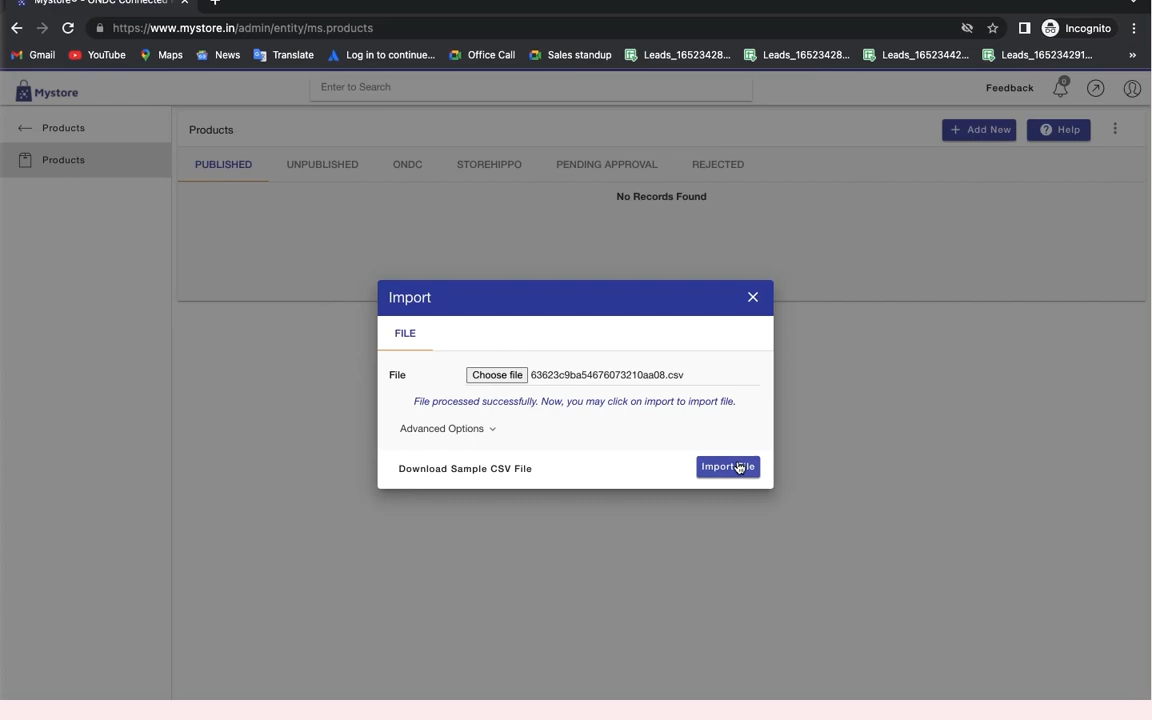 Mystore® - ONDC Connected
https://www.mystore.in/admin/entity/ms.products
Incognito
Gmail
YouTube
Maps
News
Translate
Log in to continue...
Office Call
Sales standup
Leads_16523428...
Leads_16523428...
Leads_16523442...
Leads_165234291...
»
Mystore
Enter to Search
Feedback
0
Products
Products
Products
+ Add New
Help
PUBLISHED
UNPUBLISHED
ONDC
STOREHIPPO
PENDING APPROVAL
REJECTED
No Records Found
Import
FILE
File
Choose file 63623c9ba54676073210aa08.csv
File processed successfully. Now, you may click on import to import file.
Advanced Options
Download Sample CSV File
Import File